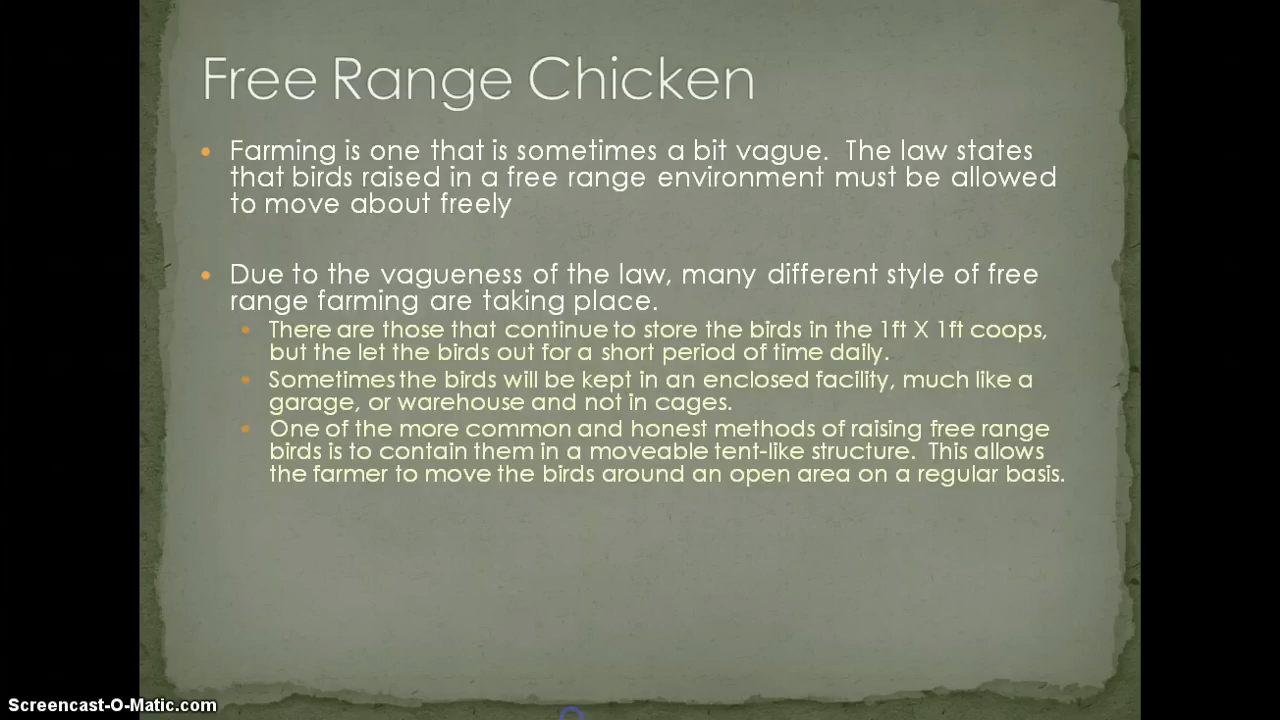 Free Range Chicken
• Farming is one that is sometimes a bit vague. The law states
that birds raised in a free range environment must be allowed
to move about freely
• Due to the vagueness of the law, many different style of free
range farming are taking place.
• There are those that continue to store the birds in the 1ft X 1ft coops,
but the let the birds out for a short period of time daily.
• Sometimes the birds will be kept in an enclosed facility, much like a
garage, or warehouse and not in cages.
• One of the more common and honest methods of raising free range
birds is to contain them in a moveable tent-like structure. This allows
the farmer to move the birds around an open area on a regular basis.
Screencast-O-Matic.com